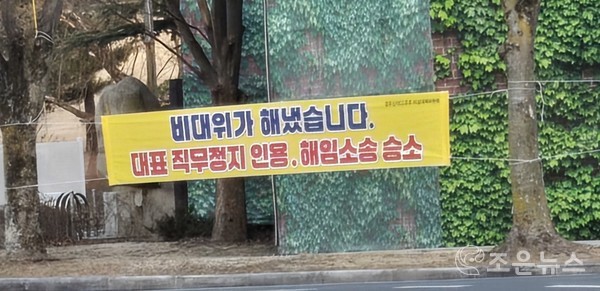 비대위가 해냈습니다.
대표 직무정지 인용, 해임소송 승소
조은뉴스